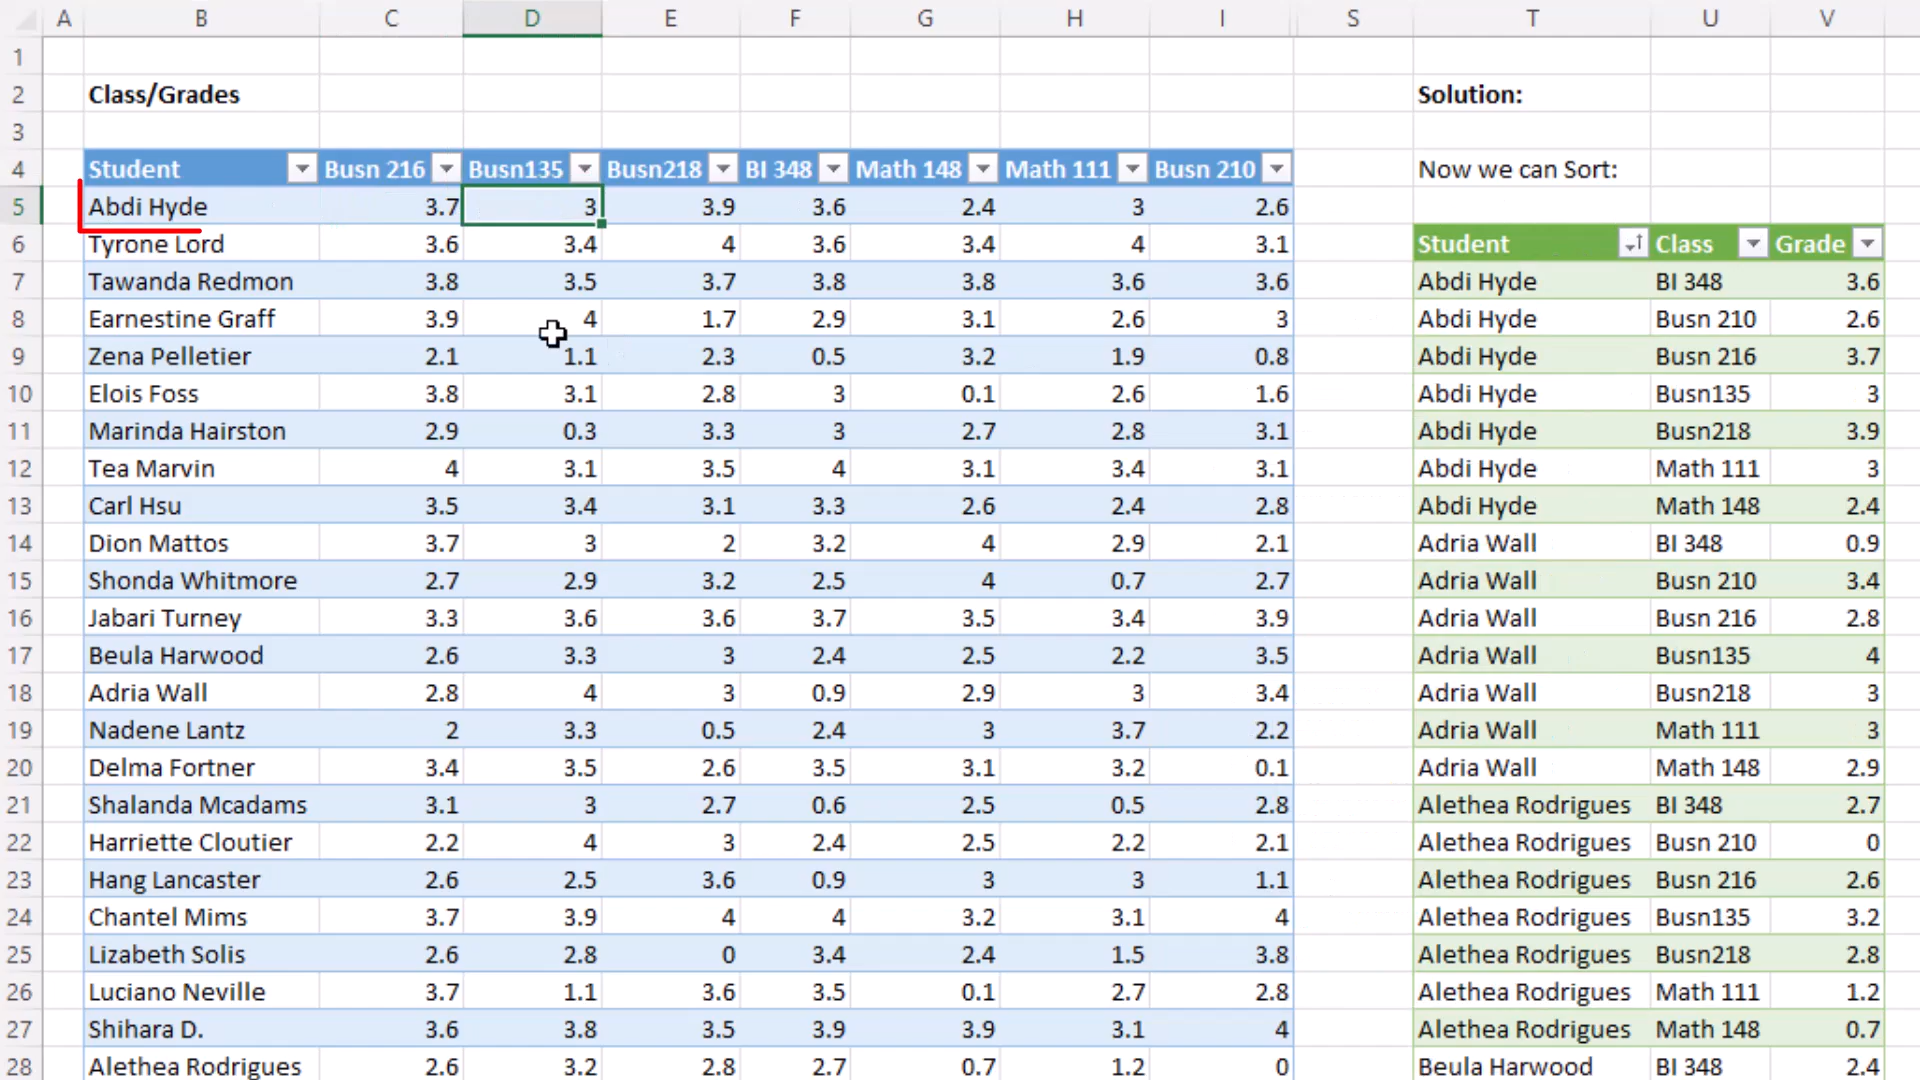 A B C D E F G H I S T U V
1
2 Class/Grades Solution:
3
4 Student Busn 216 Busn135 Busn218 BI 348 Math 148 Math 111 Busn 210 Now we can Sort:
5 Abdi Hyde 3.7 3 3.9 3.6 2.4 3 2.6
6 Tyrone Lord 3.6 3.4 4 3.6 3.4 4 3.1 Student Class Grade
7 Tawanda Redmon 3.8 3.5 3.7 3.8 3.8 3.6 3.6 Abdi Hyde BI 348 3.6
8 Earnestine Graff 3.9 4 1.7 2.9 3.1 2.6 3 Abdi Hyde Busn 210 2.6
9 Zena Pelletier 2.1 1.1 2.3 0.5 3.2 1.9 0.8 Abdi Hyde Busn 216 3.7
10 Elois Foss 3.8 3.1 2.8 3 0.1 2.6 1.6 Abdi Hyde Busn135 3
11 Marinda Hairston 2.9 0.3 3.3 3 2.7 2.8 3.1 Abdi Hyde Busn218 3.9
12 Tea Marvin 4 3.1 3.5 4 3.1 3.4 3.1 Abdi Hyde Math 111 3
13 Carl Hsu 3.5 3.4 3.1 3.3 2.6 2.4 2.8 Abdi Hyde Math 148 2.4
14 Dion Mattos 3.7 3 2 3.2 4 2.9 2.1 Adria Wall BI 348 0.9
15 Shonda Whitmore 2.7 2.9 3.2 2.5 4 0.7 2.7 Adria Wall Busn 210 3.4
16 Jabari Turney 3.3 3.6 3.6 3.7 3.5 3.4 3.9 Adria Wall Busn 216 2.8
17 Beula Harwood 2.6 3.3 3 2.4 2.5 2.2 3.5 Adria Wall Busn135 4
18 Adria Wall 2.8 4 3 0.9 2.9 3 3.4 Adria Wall Busn218 3
19 Nadene Lantz 2 3.3 0.5 2.4 3 3.7 2.2 Adria Wall Math 111 3
20 Delma Fortner 3.4 3.5 2.6 3.5 3.1 3.2 0.1 Adria Wall Math 148 2.9
21 Shalanda Mcadams 3.1 3 2.7 0.6 2.5 0.5 2.8 Alethea Rodrigues BI 348 2.7
22 Harriette Cloutier 2.2 4 3 2.4 2.5 2.2 2.1 Alethea Rodrigues Busn 210 0
23 Hang Lancaster 2.6 2.5 3.6 0.9 3 3 1.1 Alethea Rodrigues Busn 216 2.6
24 Chantel Mims 3.7 3.9 4 4 3.2 3.1 4 Alethea Rodrigues Busn135 3.2
25 Lizabeth Solis 2.6 2.8 0 3.4 2.4 1.5 3.8 Alethea Rodrigues Busn218 2.8
26 Luciano Neville 3.7 1.1 3.6 3.5 0.1 2.7 2.8 Alethea Rodrigues Math 111 1.2
27 Shihara D. 3.6 3.8 3.5 3.9 3.9 3.1 4 Alethea Rodrigues Math 148 0.7
28 Alethea Rodrigues 2.6 3.2 2.8 2.7 0.7 1.2 0 Beula Harwood BI 348 2.4